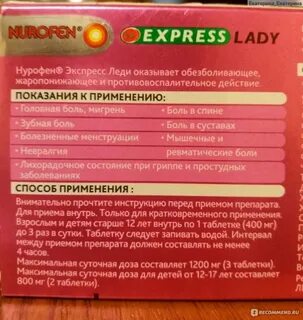 Екатерина_Екатерина
NUROFEN EXPRESS LADY
Нурофен® Экспресс Леди оказывает обезболивающее,
жаропонижающее и противовоспалительное действие
ПОКАЗАНИЯ К ПРИМЕНЕНИЮ:
• Головная боль, мигрень
• Боль в спине
• Зубная боль
• Боль в суставах
• Болезненные менструации
• Мышечные и
ревматические боли
• Невралгия
• Лихорадочное состояние при гриппе и простудных
заболеваниях
СПОСОБ ПРИМЕНЕНИЯ :
Внимательно прочтите инструкцию перед приемом препарата.
Для приема внутрь. Только для кратковременного применения.
Взрослым и детям старше 12 лет внутрь по 1 таблетке (400 мг)
до 3 раз в сутки. Таблетку следует запивать водой. Интервал
между приемом препарата должен составлять не менее
4 часов.
Максимальная суточная доза составляет 1200 мг (3 таблетки).
Максимальная суточная доза для детей от 12-17 лет составляет
800 мг (2 таблетки).
IRECOMMEND.RU